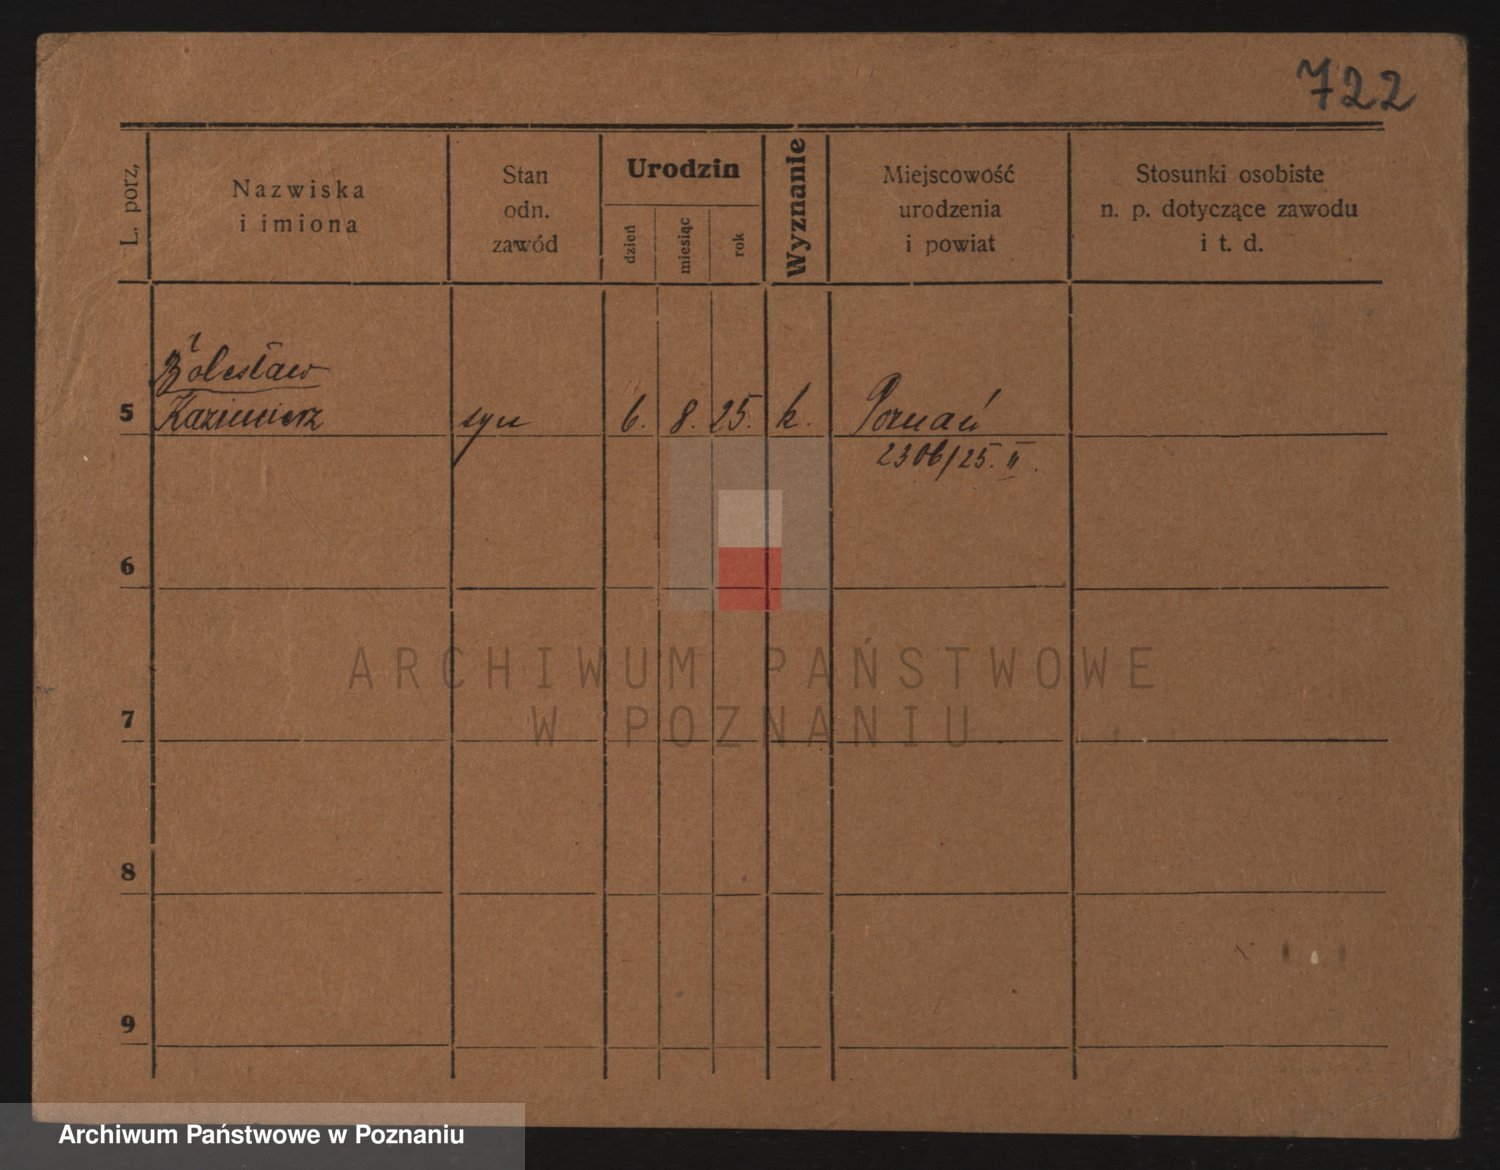 722
L. porz,
Nazwiska
i imiona
Stan
odn.
zawód
Urodzin
dzień
miesiąc
rok
Wyznanie
Miejscowość
urodzenia
i powiat
Stosunki osobiste
n. p. dotyczące zawodu
i t. d.
Bolesław
5 Kazimierz syn 6. 8. 25. k. Poznań
2306/25. II.
6
7
8
9
ARCHIWUM PAŃSTWOWE
W POZNANIU
Archiwum Państwowe w Poznaniu